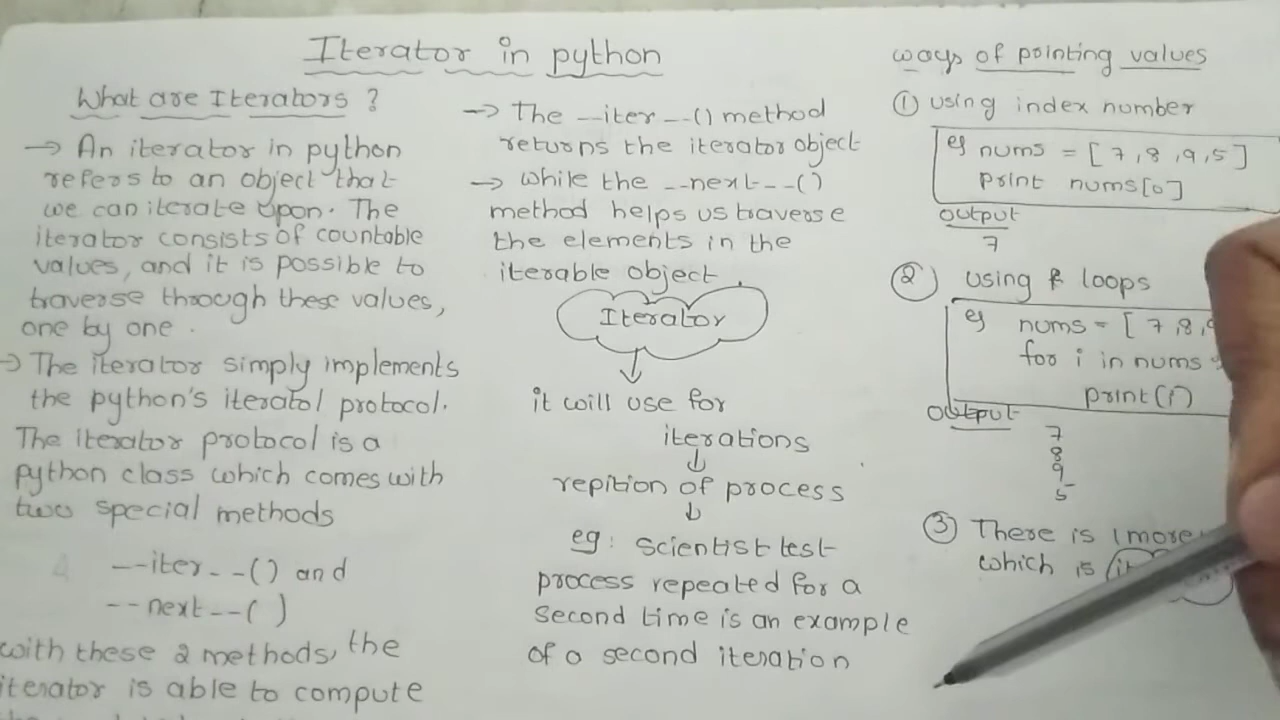 Iterator in python
What are Iterators ?
→ An iterator in python
refers to an object that
we can iterate upon. The
iterator consists of countable
values, and it is possible to
traverse through these values,
one by one.
→ The iterator simply implements
the python's iteratol protocol.
The iterator protocol is a
python class which comes with
two special methods
--iter--() and
--next--()
with these 2 methods, the
iterator is able to compute
→ The --iter--() method
returns the iterator object
→ while the --next--()
method helps us traverse
the elements in the
iterable object.
Iterator
it will use for
iterations
↓
repition of process
↓
eg: scientist test
process repeated for a
second time is an example
of a second iteration
ways of pointing values
① using index number
eg nums = [7,8,9,5]
print nums[0]
output
7
② using loops
eg nums = [7,8,
for i in nums
print(i)
output
7
8
9
5
③ There is 1 more
which is